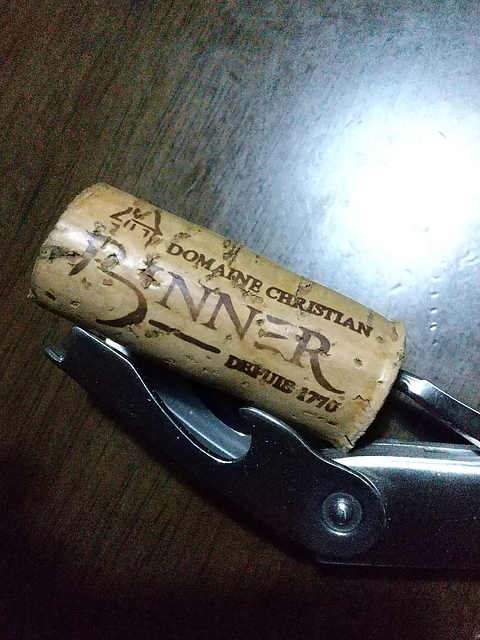 DOMAINE CHRISTIAN
BINNER
DEPUIS 1770